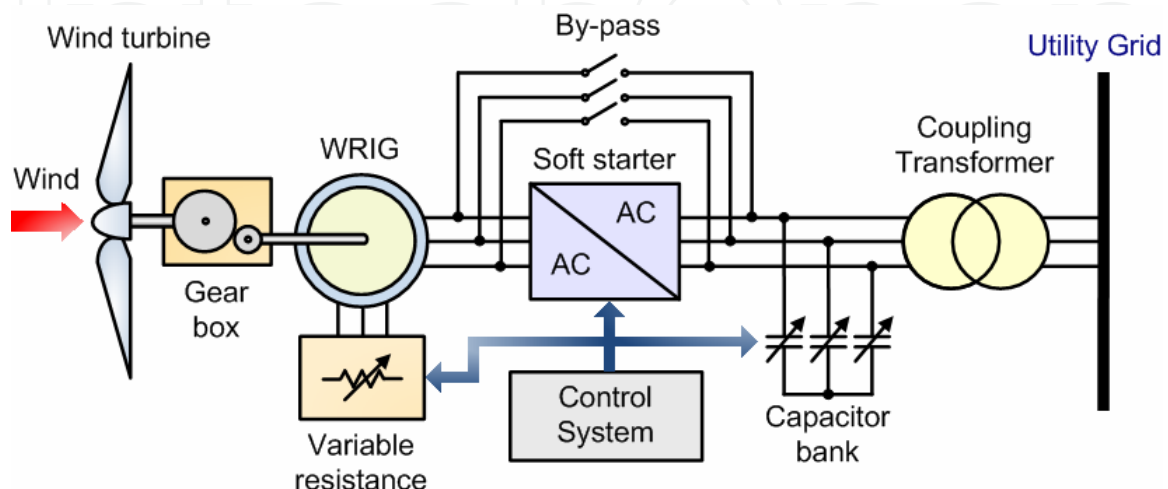 Wind turbine
By-pass
Utility Grid
WRIG
Soft starter
Coupling
Transformer
Wind
AC
AC
Gear
box
Control
System
Capacitor
bank
Variable
resistance